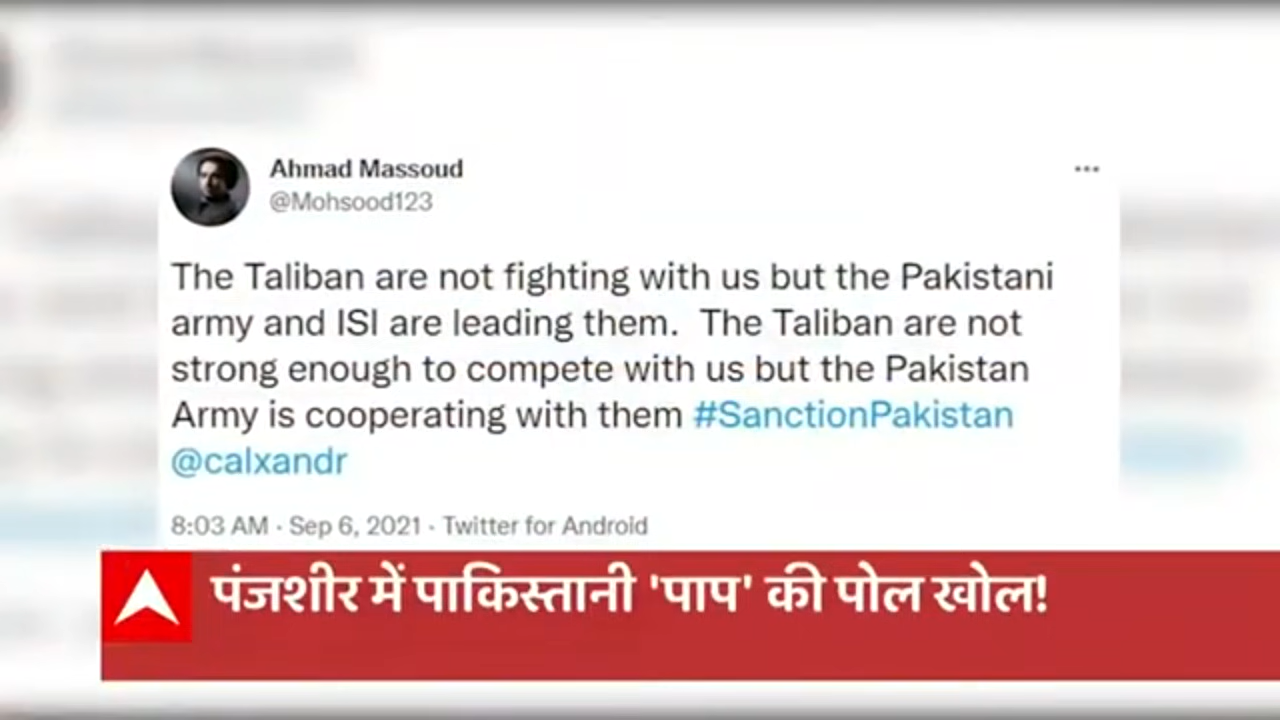 Ahmad Massoud
@Mohsood123
The Taliban are not fighting with us but the Pakistani
army and ISI are leading them.  The Taliban are not
strong enough to compete with us but the Pakistan
Army is cooperating with them #SanctionPakistan
@calxandr
8:03 AM · Sep 6, 2021 · Twitter for Android
पंजशीर में पाकिस्तानी 'पाप' की पोल खोल!